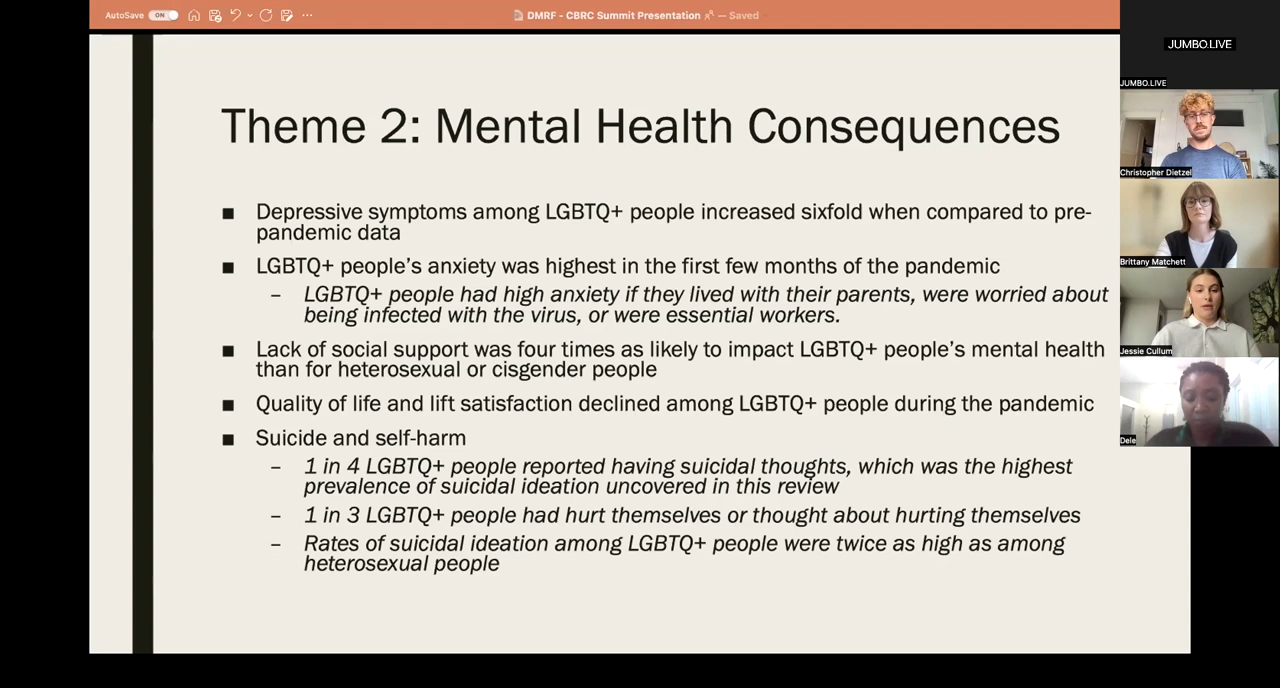 AutoSave ON
DMRF - CBRC Summit Presentation — Saved
JUMBO.LIVE
JUMBO.LIVE
Christopher Dietzel
Brittany Matchett
Jessie Cullum
Dele
Theme 2: Mental Health Consequences
■ Depressive symptoms among LGBTQ+ people increased sixfold when compared to pre-
pandemic data
■ LGBTQ+ people's anxiety was highest in the first few months of the pandemic
– LGBTQ+ people had high anxiety if they lived with their parents, were worried about
being infected with the virus, or were essential workers.
■ Lack of social support was four times as likely to impact LGBTQ+ people's mental health
than for heterosexual or cisgender people
■ Quality of life and lift satisfaction declined among LGBTQ+ people during the pandemic
■ Suicide and self-harm
– 1 in 4 LGBTQ+ people reported having suicidal thoughts, which was the highest
prevalence of suicidal ideation uncovered in this review
– 1 in 3 LGBTQ+ people had hurt themselves or thought about hurting themselves
– Rates of suicidal ideation among LGBTQ+ people were twice as high as among
heterosexual people